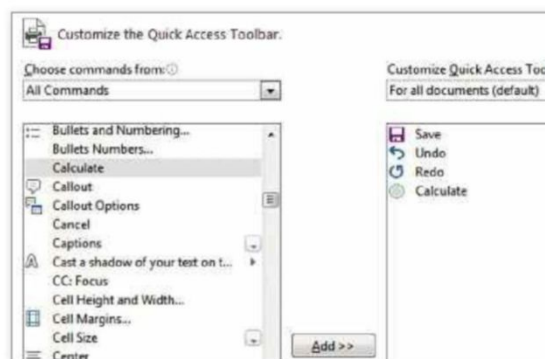 Customize the Quick Access Toolbar.
Choose commands from:
All Commands
Bullets and Numbering...
Bullets Numbers...
Calculate
Callout
Callout Options
Cancel
Captions
Cast a shadow of your text on t...
CC: Focus
Cell Height and Width...
Cell Margins...
Cell Size
Center
Add >>
Customize Quick Access Too
For all documents (default)
Save
Undo
Redo
Calculate